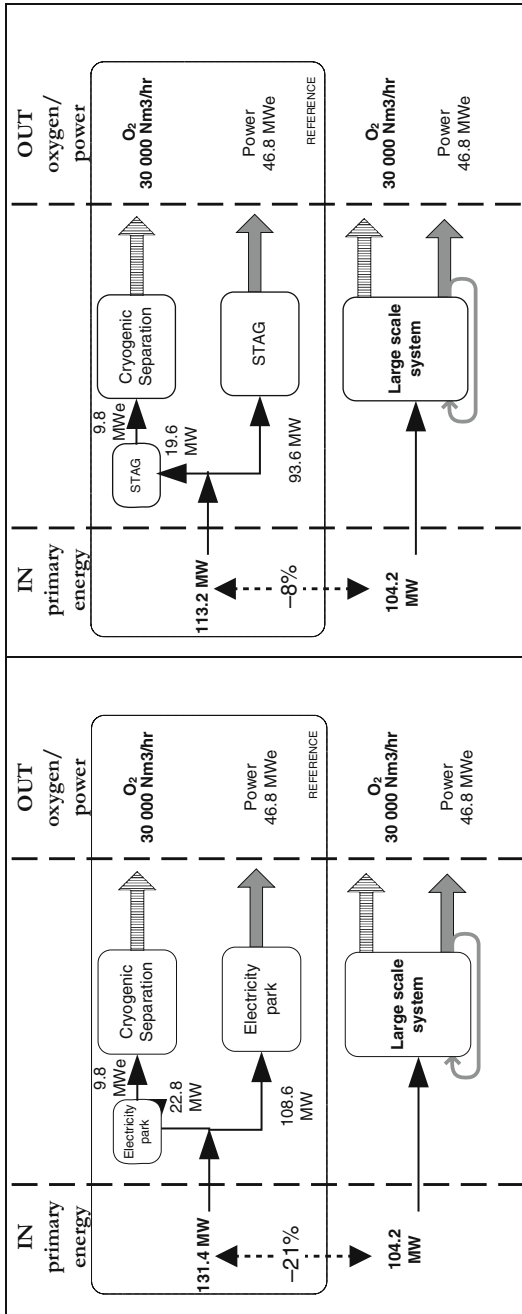 IN
primary
energy
OUT
oxygen/
power
131.4 MW
Electricity
park
9.8
MWe
22.8
MW
Cryogenic
Separation
O2
30 000 Nm3/hr
108.6
MW
Electricity
park
Power
46.8 MWe
REFERENCE
–21%
104.2
MW
Large scale
system
O2
30 000 Nm3/hr
Power
46.8 MWe
IN
primary
energy
OUT
oxygen/
power
113.2 MW
STAG
9.8
MWe
19.6
MW
Cryogenic
Separation
O2
30 000 Nm3/hr
93.6 MW
STAG
Power
46.8 MWe
REFERENCE
–8%
104.2
MW
Large scale
system
O2
30 000 Nm3/hr
Power
46.8 MWe